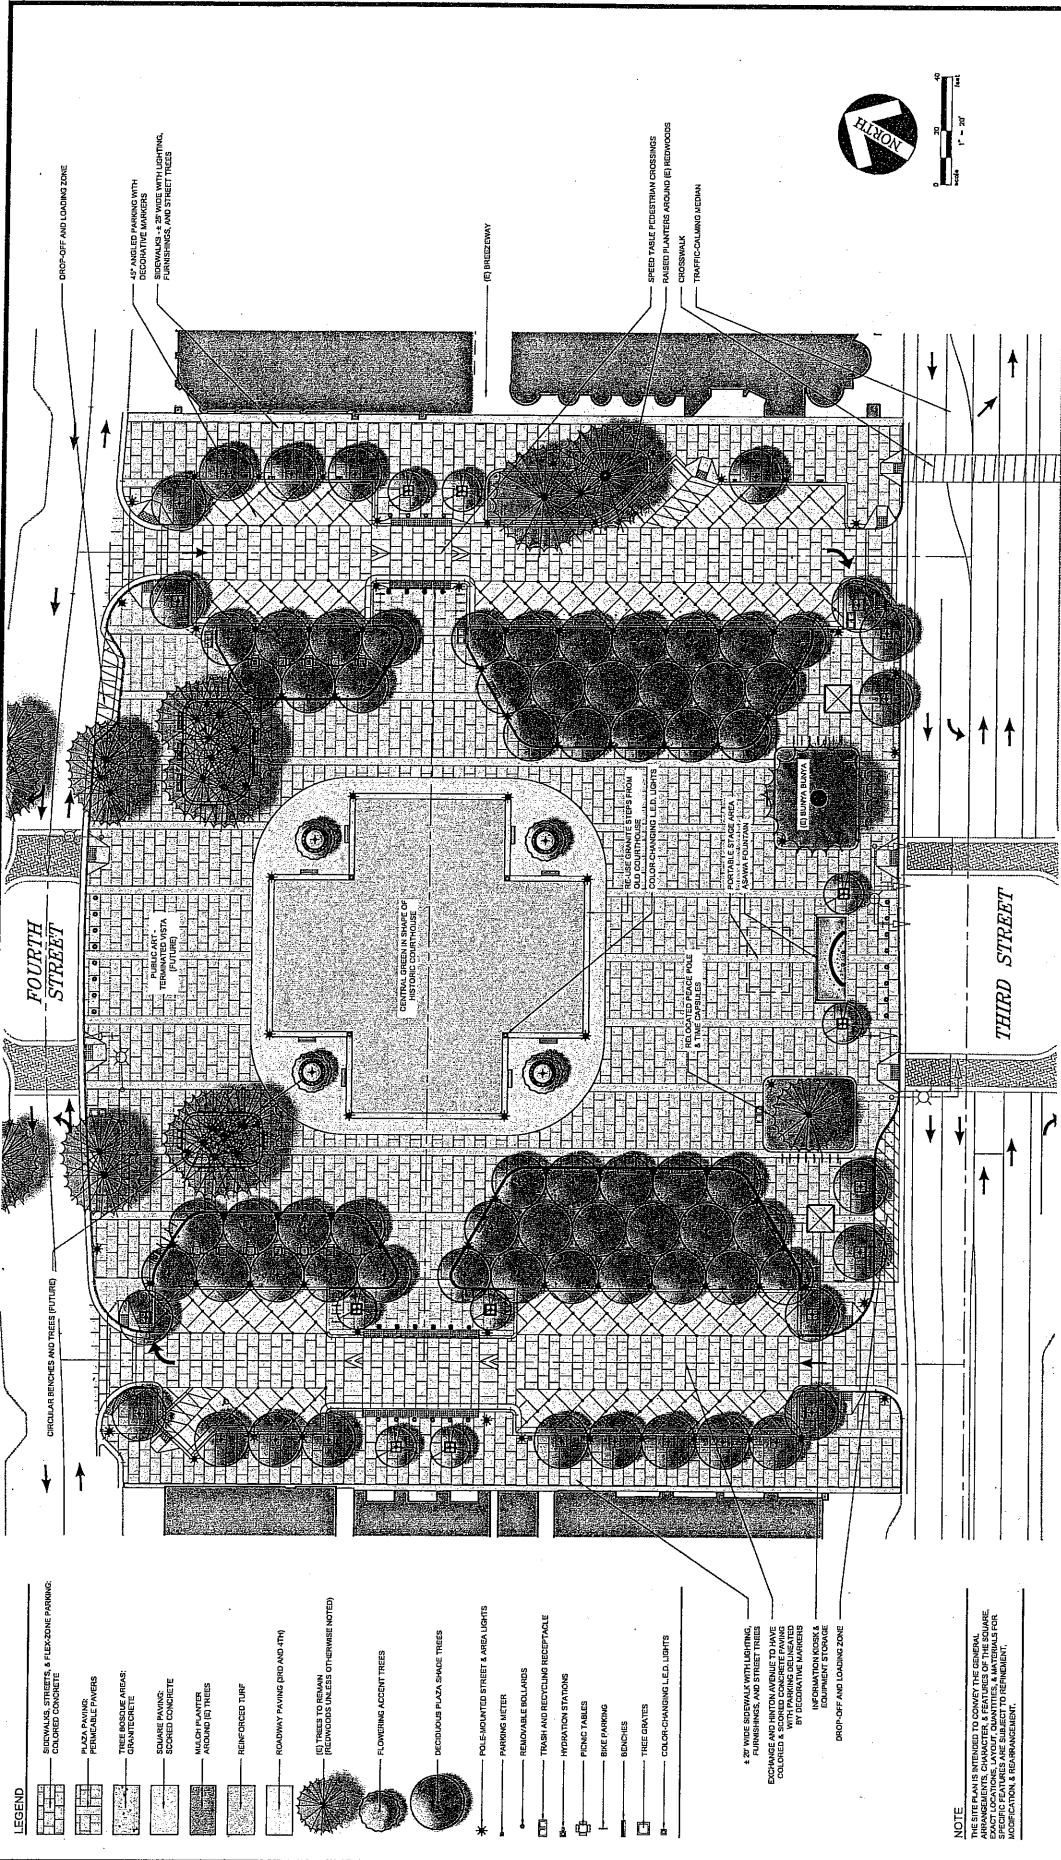 LEGEND
SIDEWALKS, STREETS, & FLEX-ZONE PARKING:
COLORED CONCRETE
PLAZA PAVING:
PERMEABLE PAVERS
TREE BOSQUE AREAS:
GRANITECRETE
SQUARE PAVING:
SCORED CONCRETE
MULCH PLANTER
AROUND (E) TREES
REINFORCED TURF
ROADWAY PAVING (3RD AND 4TH)
(E) TREES TO REMAIN
(REDWOODS UNLESS OTHERWISE NOTED)
FLOWERING ACCENT TREES
DECIDUOUS PLAZA SHADE TREES
POLE-MOUNTED STREET & AREA LIGHTS
PARKING METER
REMOVABLE BOLLARDS
TRASH AND RECYCLING RECEPTACLE
HYDRATION STATIONS
PICNIC TABLES
BIKE PARKING
BENCHES
TREE GRATES
COLOR-CHANGING L.E.D. LIGHTS
± 20' WIDE SIDEWALK WITH LIGHTING,
FURNISHINGS, AND STREET TREES
EXCHANGE AND HINTON AVENUE TO HAVE
COLORED & SCORED CONCRETE PAVING
WITH PARKING DELINEATED
BY DECORATIVE MARKERS
INFORMATION KIOSK &
EQUIPMENT STORAGE
DROP-OFF AND LOADING ZONE
NOTE
THE SITE PLAN IS INTENDED TO CONVEY THE GENERAL
ARRANGEMENTS, CHARACTER, & FEATURES OF THE SQUARE.
EXACT LOCATIONS, LAYOUT, QUANTITIES, & MATERIALS FOR
SPECIFIC FEATURES ARE SUBJECT TO REFINEMENT,
MODIFICATION, & REARRANGEMENT.
CIRCULAR BENCHES AND TREES (FUTURE)
FOURTH
STREET
PUBLIC ART -
TERMINATED VISTA
(FUTURE)
CENTRAL GREEN IN SHAPE OF
HISTORIC COURTHOUSE
RE-USE GRANITE STEPS FROM
OLD COURTHOUSE
COLOR-CHANGING L.E.D. LIGHTS
RELOCATED PEACE POLE
& TIME CAPSULES
PORTABLE STAGE AREA
ASAWA FOUNTAIN
(E) BUNYA BUNYA
THIRD STREET
DROP-OFF AND LOADING ZONE
45° ANGLED PARKING WITH
DECORATIVE MARKERS
SIDEWALKS - ± 25' WIDE WITH LIGHTING,
FURNISHINGS, AND STREET TREES
(E) BREEZEWAY
SPEED TABLE PEDESTRIAN CROSSINGS
RAISED PLANTERS AROUND (E) REDWOODS
CROSSWALK
TRAFFIC-CALMING MEDIAN
NORTH
0 20 40
scale 1" = 20' feet